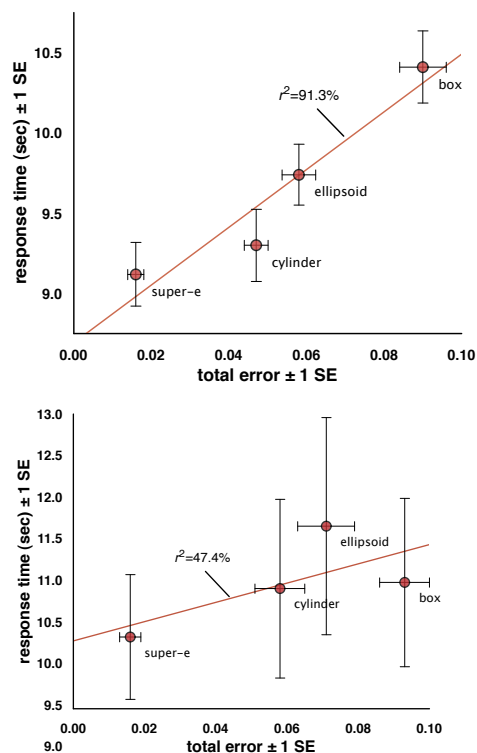 10.5
10.0
9.5
9.0
response time (sec) ± 1 SE
r²=91.3%
box
ellipsoid
cylinder
super-e
0.00 0.02 0.04 0.06 0.08 0.10
total error ± 1 SE
13.0
12.5
12.0
11.5
11.0
10.5
10.0
9.5
9.0
response time (sec) ± 1 SE
r²=47.4%
ellipsoid
cylinder
box
super-e
0.00 0.02 0.04 0.06 0.08 0.10
total error ± 1 SE